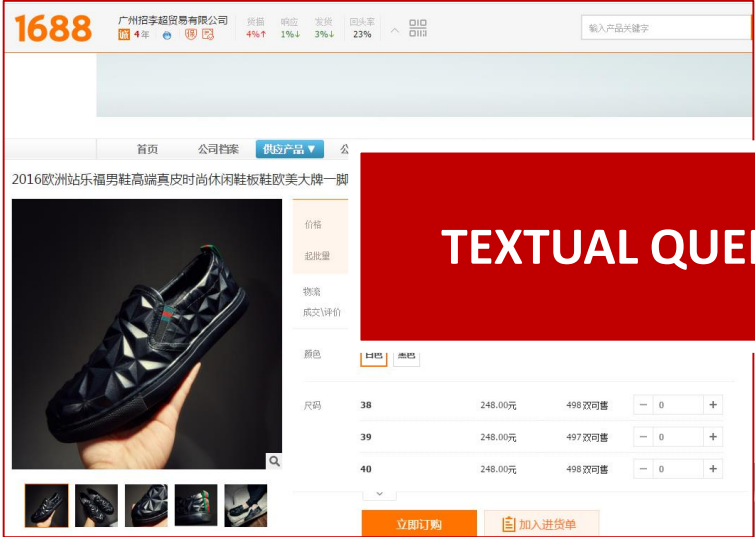 1688
广州招李超贸易有限公司
4年
保
货描 响应 发货 回头率
4%↑ 1%↓ 3%↓ 23%
输入产品关键字
首页 公司档案 供应产品▼
2016欧洲站乐福男鞋高端真皮时尚休闲鞋板鞋欧美大牌一脚
价格
起批量
物流
成交\评价
TEXTUAL QUE
颜色 白色 黑色
尺码 38 248.00元 498双可售 − 0 +
39 248.00元 497双可售 − 0 +
40 248.00元 498双可售 − 0 +
立即订购 加入进货单